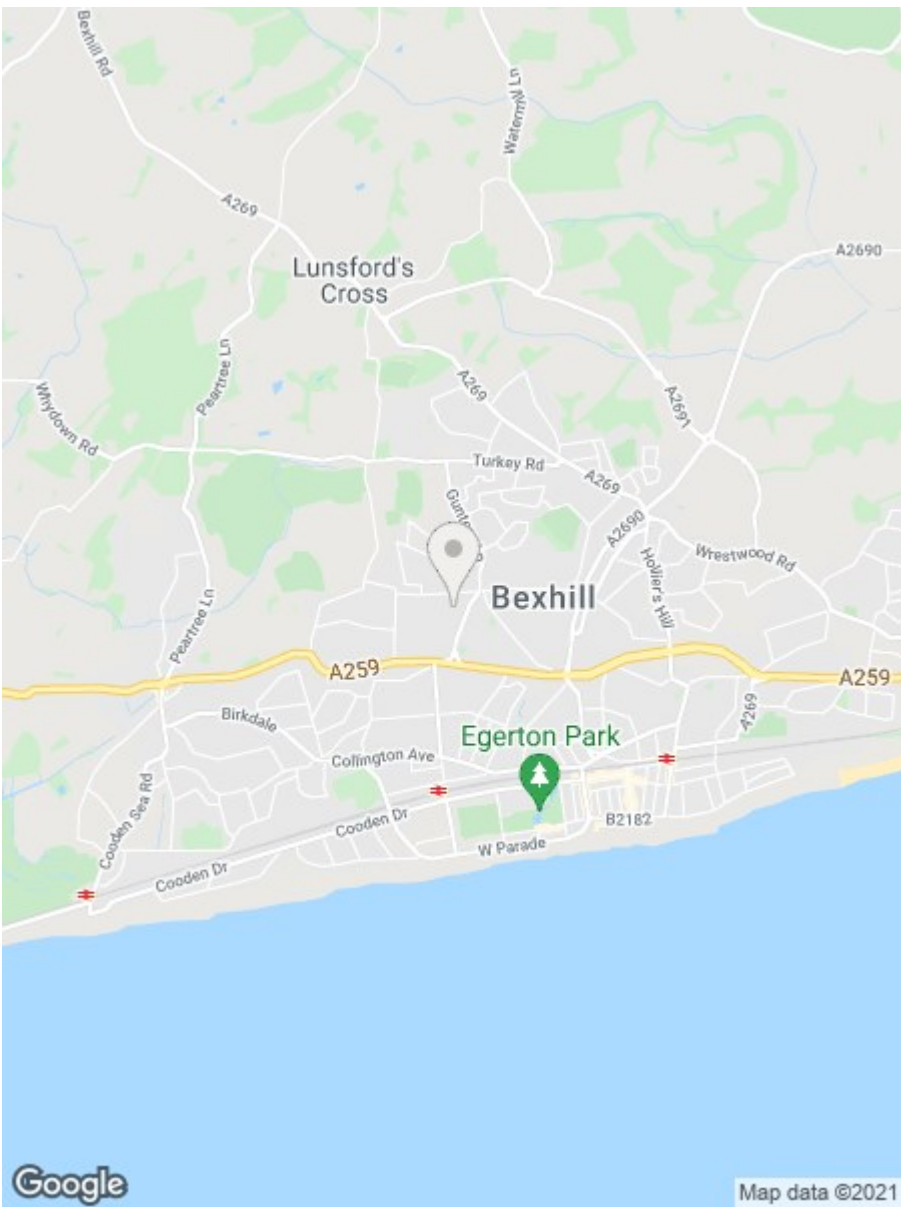 Bexhill Rd
Watermill Ln
A269
A2690
Lunsford's
Cross
Peartree Ln
A269
A2691
Whydown Rd
Turkey Rd
A269
A2690
Wrestwood Rd
Hollier's Hill
Bexhill
Peartree Ln
A259
A259
Birkdale
A269
Egerton Park
Collington Ave
Cooden Sea Rd
Cooden Dr
B2182
W Parade
Cooden Dr
Google
Map data ©2021